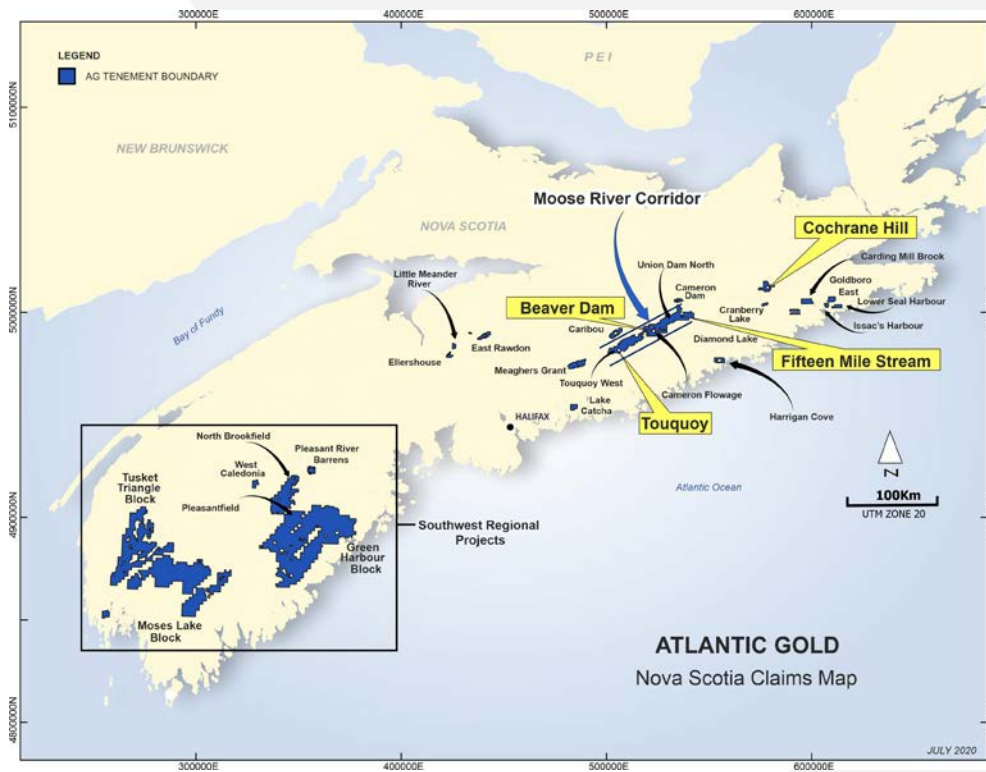 300000E
400000E
500000E
600000E
LEGEND
AG TENEMENT BOUNDARY
PEI
5100000N
NEW BRUNSWICK
Moose River Corridor
NOVA SCOTIA
Cochrane Hill
Carding Mill Brook
Little Meander
River
Union Dam North
Goldboro
East
Cameron
Dam
Lower Seal Harbour
Beaver Dam
Cranberry
Lake
5000000N
Bay of Fundy
Caribou
Issac's Harbour
East Rawdon
Diamond Lake
Ellershouse
Fifteen Mile Stream
Meaghers Grant
Touquoy West
Cameron Flowage
Lake
Catcha
HALIFAX
Touquoy
Harrigan Cove
North Brookfield
Pleasant River
Barrens
West
Caledonia
N
Tusket
Triangle
Block
Atlantic Ocean
100Km
UTM ZONE 20
Pleasantfield
4900000N
Southwest Regional
Projects
Green
Harbour
Block
Moses Lake
Block
ATLANTIC GOLD
Nova Scotia Claims Map
4800000N
JULY 2020
300000E
400000E
500000E
600000E